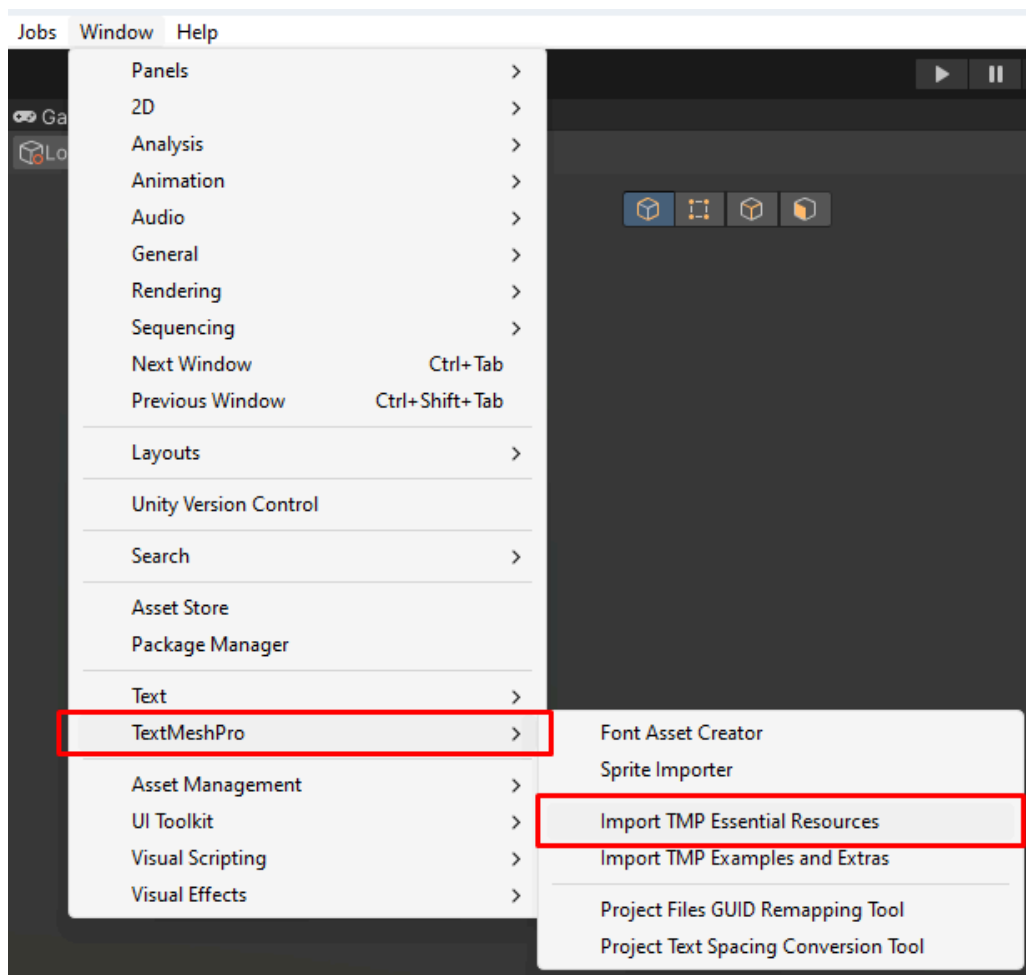 Jobs Window Help
Panels
Ga
2D
Analysis
Lo
Animation
Audio
General
Rendering
Sequencing
Next Window Ctrl+Tab
Previous Window Ctrl+Shift+Tab
Layouts
Unity Version Control
Search
Asset Store
Package Manager
Text
TextMeshPro
Asset Management
UI Toolkit
Visual Scripting
Visual Effects
Font Asset Creator
Sprite Importer
Import TMP Essential Resources
Import TMP Examples and Extras
Project Files GUID Remapping Tool
Project Text Spacing Conversion Tool